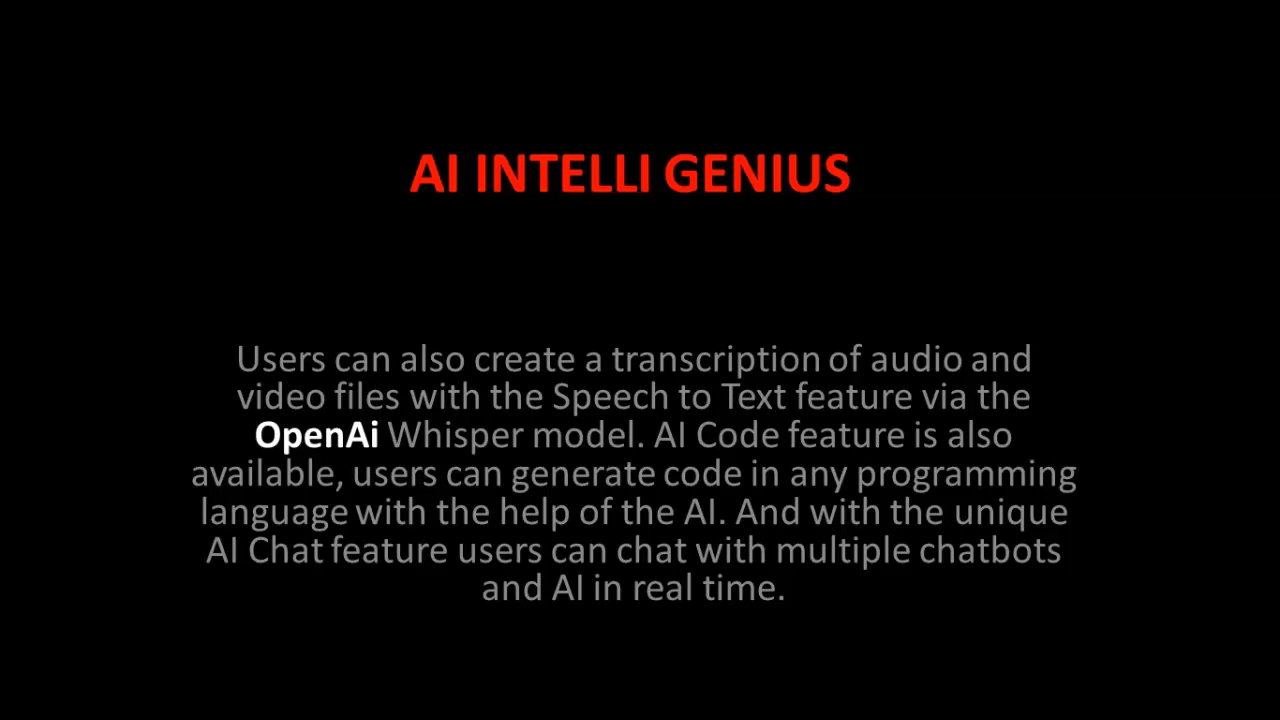 AI INTELLI GENIUS
Users can also create a transcription of audio and
video files with the Speech to Text feature via the
OpenAi Whisper model. AI Code feature is also
available, users can generate code in any programming
language with the help of the AI. And with the unique
AI Chat feature users can chat with multiple chatbots
and AI in real time.